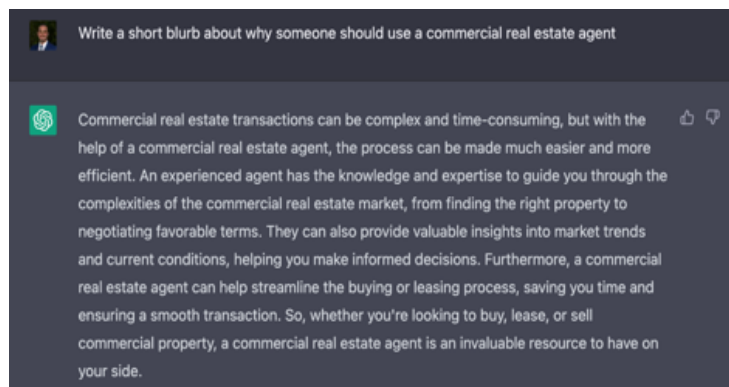 Write a short blurb about why someone should use a commercial real estate agent
Commercial real estate transactions can be complex and time-consuming, but with the
help of a commercial real estate agent, the process can be made much easier and more
efficient. An experienced agent has the knowledge and expertise to guide you through the
complexities of the commercial real estate market, from finding the right property to
negotiating favorable terms. They can also provide valuable insights into market trends
and current conditions, helping you make informed decisions. Furthermore, a commercial
real estate agent can help streamline the buying or leasing process, saving you time and
ensuring a smooth transaction. So, whether you're looking to buy, lease, or sell
commercial property, a commercial real estate agent is an invaluable resource to have on
your side.